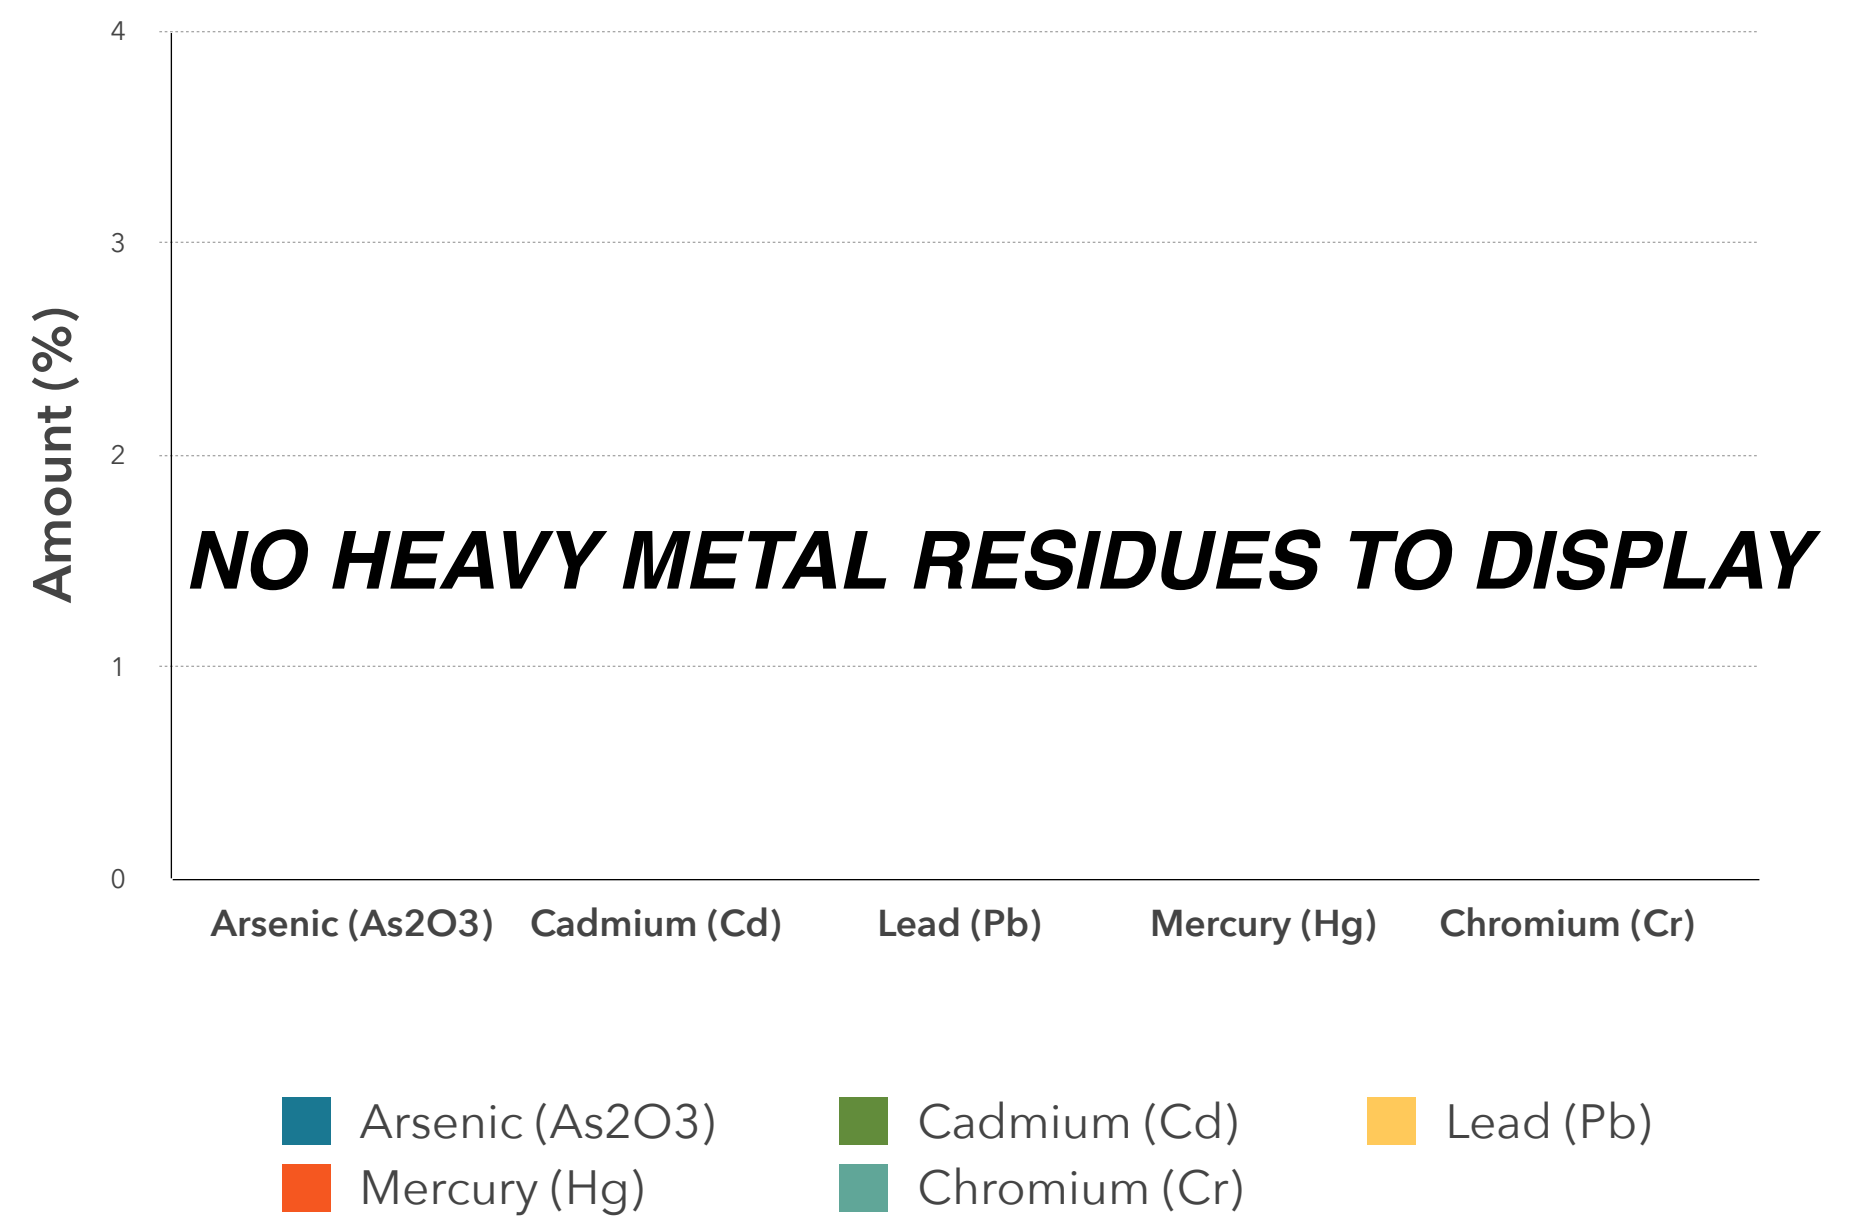 4
3
2
1
0
Amount (%)
NO HEAVY METAL RESIDUES TO DISPLAY
Arsenic (As2O3) Cadmium (Cd) Lead (Pb) Mercury (Hg) Chromium (Cr)
Arsenic (As2O3) Cadmium (Cd) Lead (Pb)
Mercury (Hg) Chromium (Cr)